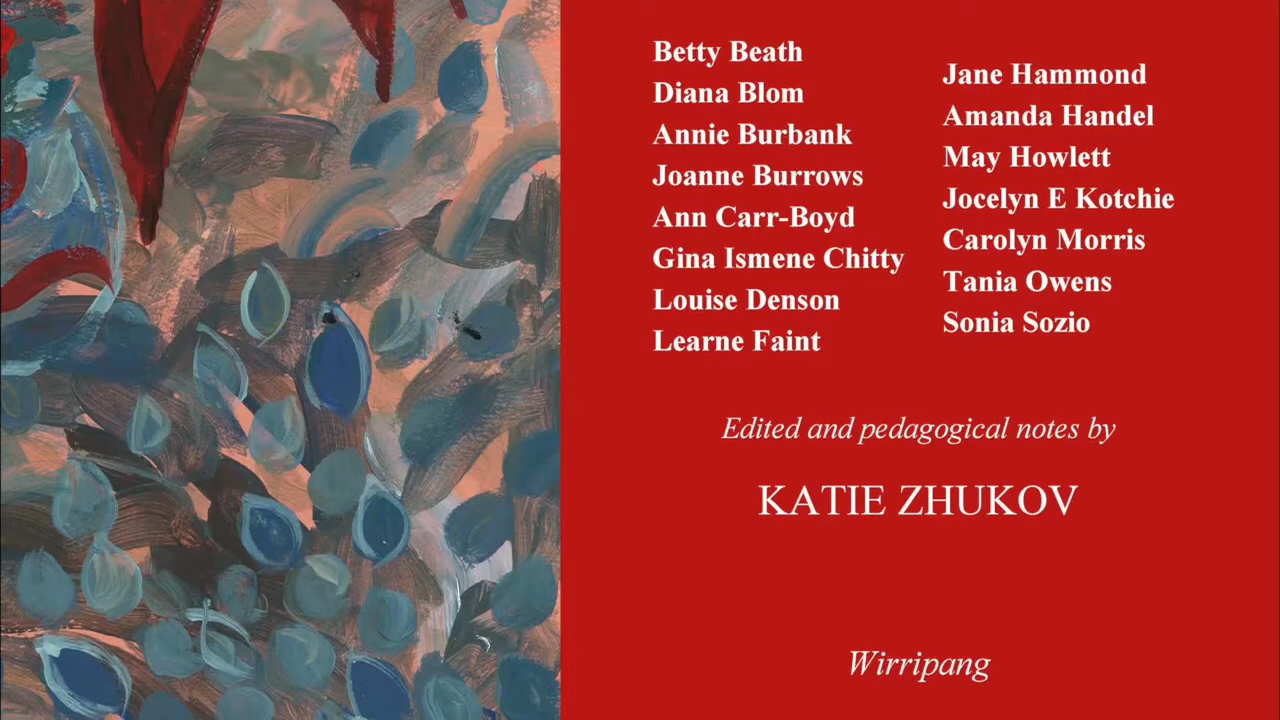 Betty Beath
Diana Blom
Annie Burbank
Joanne Burrows
Ann Carr-Boyd
Gina Ismene Chitty
Louise Denson
Learne Faint
Jane Hammond
Amanda Handel
May Howlett
Jocelyn E Kotchie
Carolyn Morris
Tania Owens
Sonia Sozio
Edited and pedagogical notes by
KATIE ZHUKOV
Wirripang